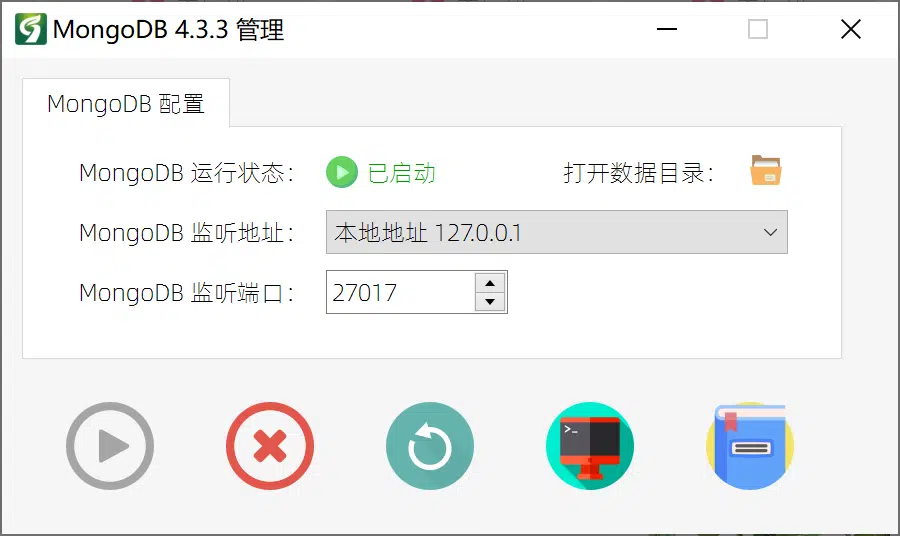 MongoDB 4.3.3 管理
MongoDB 配置
MongoDB 运行状态： 已启动 打开数据目录：
MongoDB 监听地址： 本地地址 127.0.0.1
MongoDB 监听端口： 27017
>_